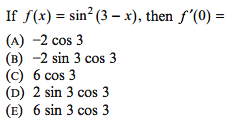 If f(x) = sin² (3 − x), then f′(0) =
(A) −2 cos 3
(B) −2 sin 3 cos 3
(C) 6 cos 3
(D) 2 sin 3 cos 3
(E) 6 sin 3 cos 3